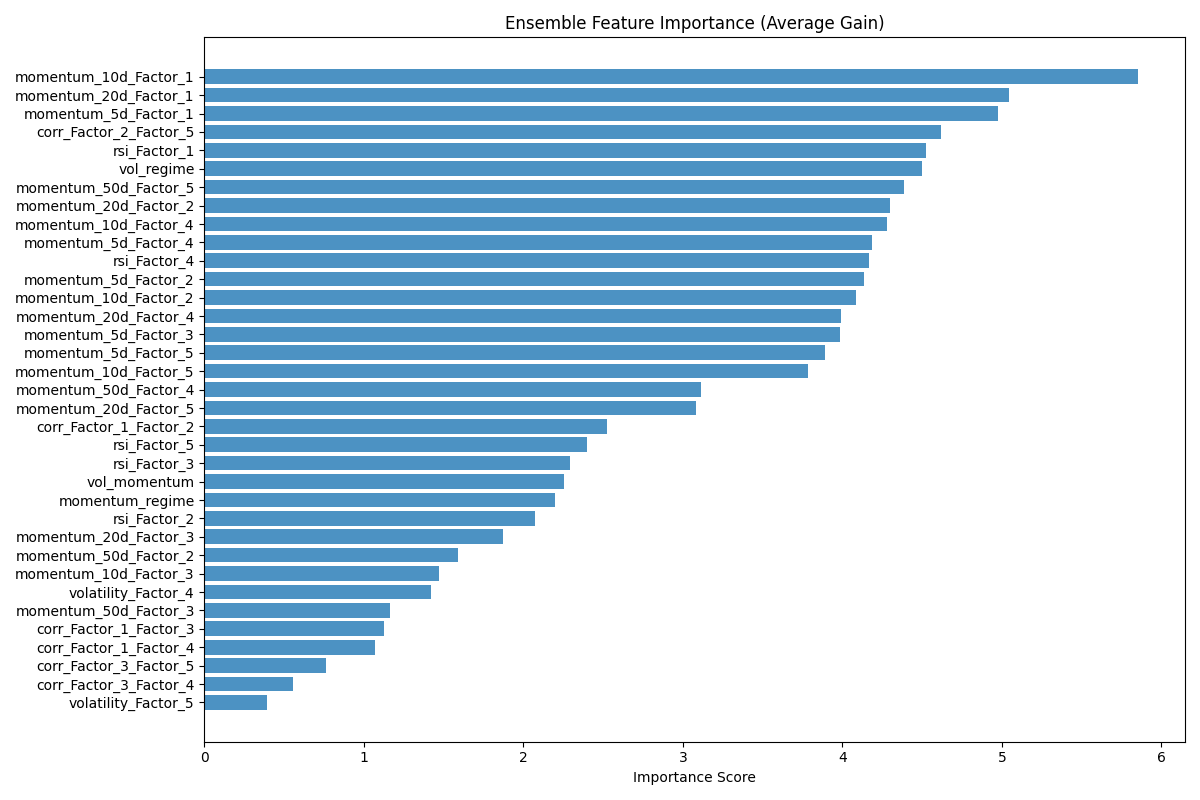 Ensemble Feature Importance (Average Gain)
momentum_10d_Factor_1
momentum_20d_Factor_1
momentum_5d_Factor_1
corr_Factor_2_Factor_5
rsi_Factor_1
vol_regime
momentum_50d_Factor_5
momentum_20d_Factor_2
momentum_10d_Factor_4
momentum_5d_Factor_4
rsi_Factor_4
momentum_5d_Factor_2
momentum_10d_Factor_2
momentum_20d_Factor_4
momentum_5d_Factor_3
momentum_5d_Factor_5
momentum_10d_Factor_5
momentum_50d_Factor_4
momentum_20d_Factor_5
corr_Factor_1_Factor_2
rsi_Factor_5
rsi_Factor_3
vol_momentum
momentum_regime
rsi_Factor_2
momentum_20d_Factor_3
momentum_50d_Factor_2
momentum_10d_Factor_3
volatility_Factor_4
momentum_50d_Factor_3
corr_Factor_1_Factor_3
corr_Factor_1_Factor_4
corr_Factor_3_Factor_5
corr_Factor_3_Factor_4
volatility_Factor_5
0 1 2 3 4 5 6
Importance Score